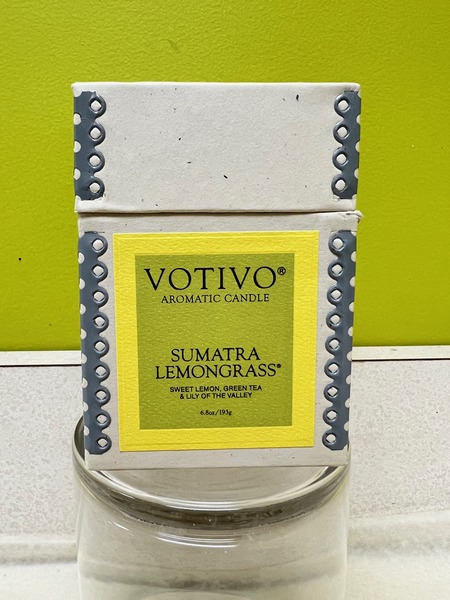 VOTIVO®
AROMATIC CANDLE
SUMATRA
LEMONGRASS®
SWEET LEMON, GREEN TEA
& LILY OF THE VALLEY
6.8oz/193g